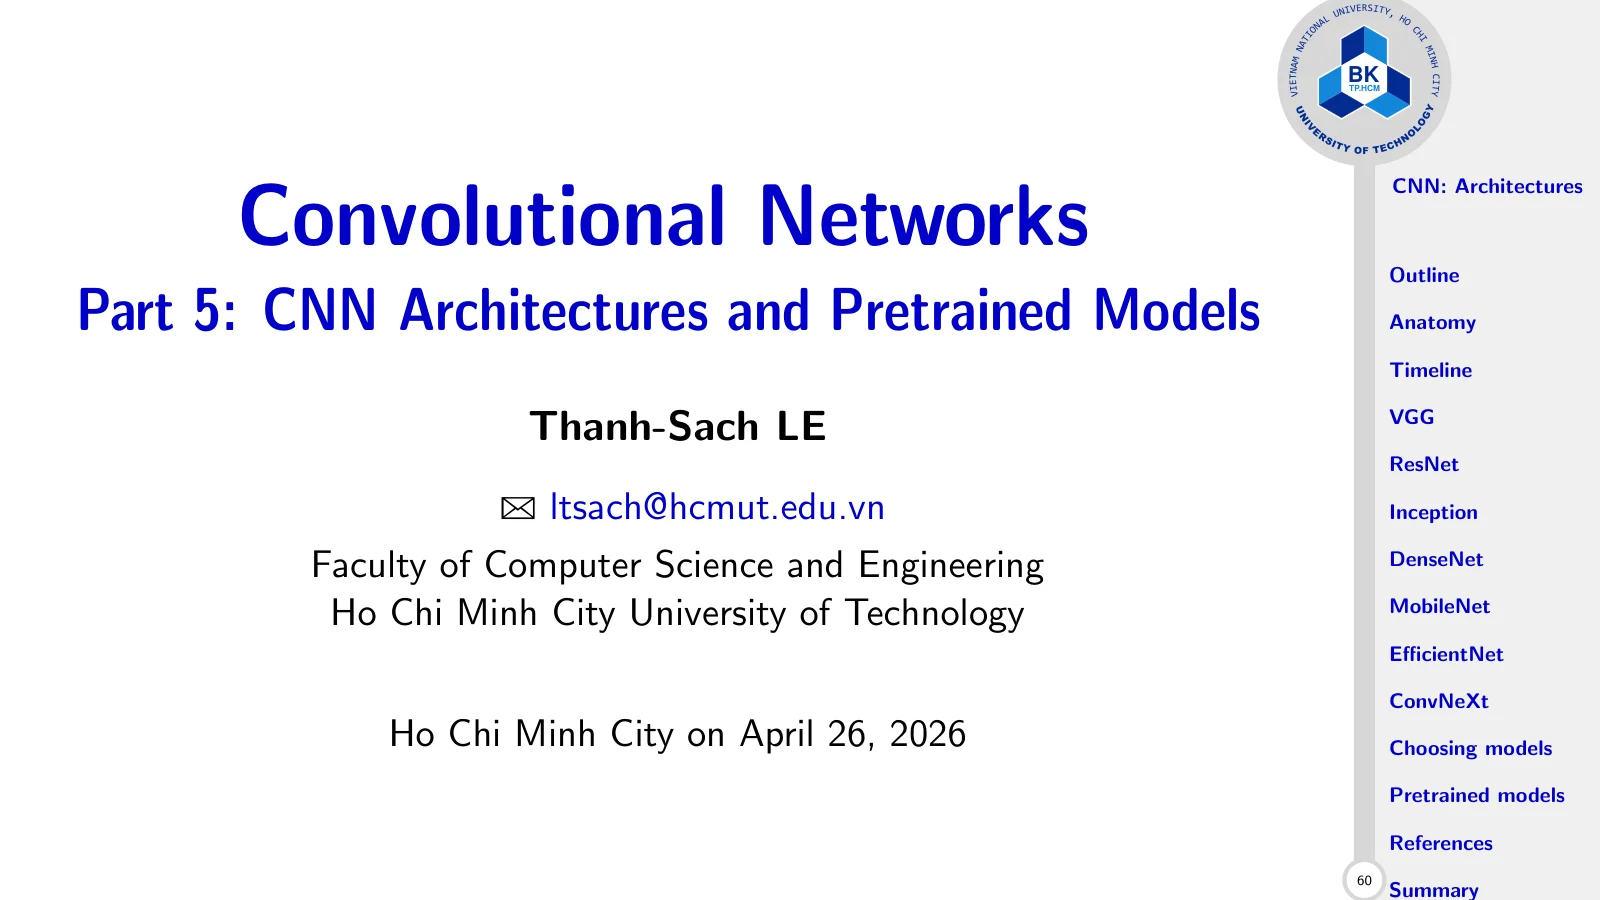 Convolutional Networks
Part 5: CNN Architectures and Pretrained Models
Thanh-Sach LE
ltsach@hcmut.edu.vn
Faculty of Computer Science and Engineering
Ho Chi Minh City University of Technology
Ho Chi Minh City on April 26, 2026
VIETNAM NATIONAL UNIVERSITY, HO CHI MINH CITY
BK
TP.HCM
UNIVERSITY OF TECHNOLOGY
CNN: Architectures
Outline
Anatomy
Timeline
VGG
ResNet
Inception
DenseNet
MobileNet
EfficientNet
ConvNeXt
Choosing models
Pretrained models
References
Summary
60